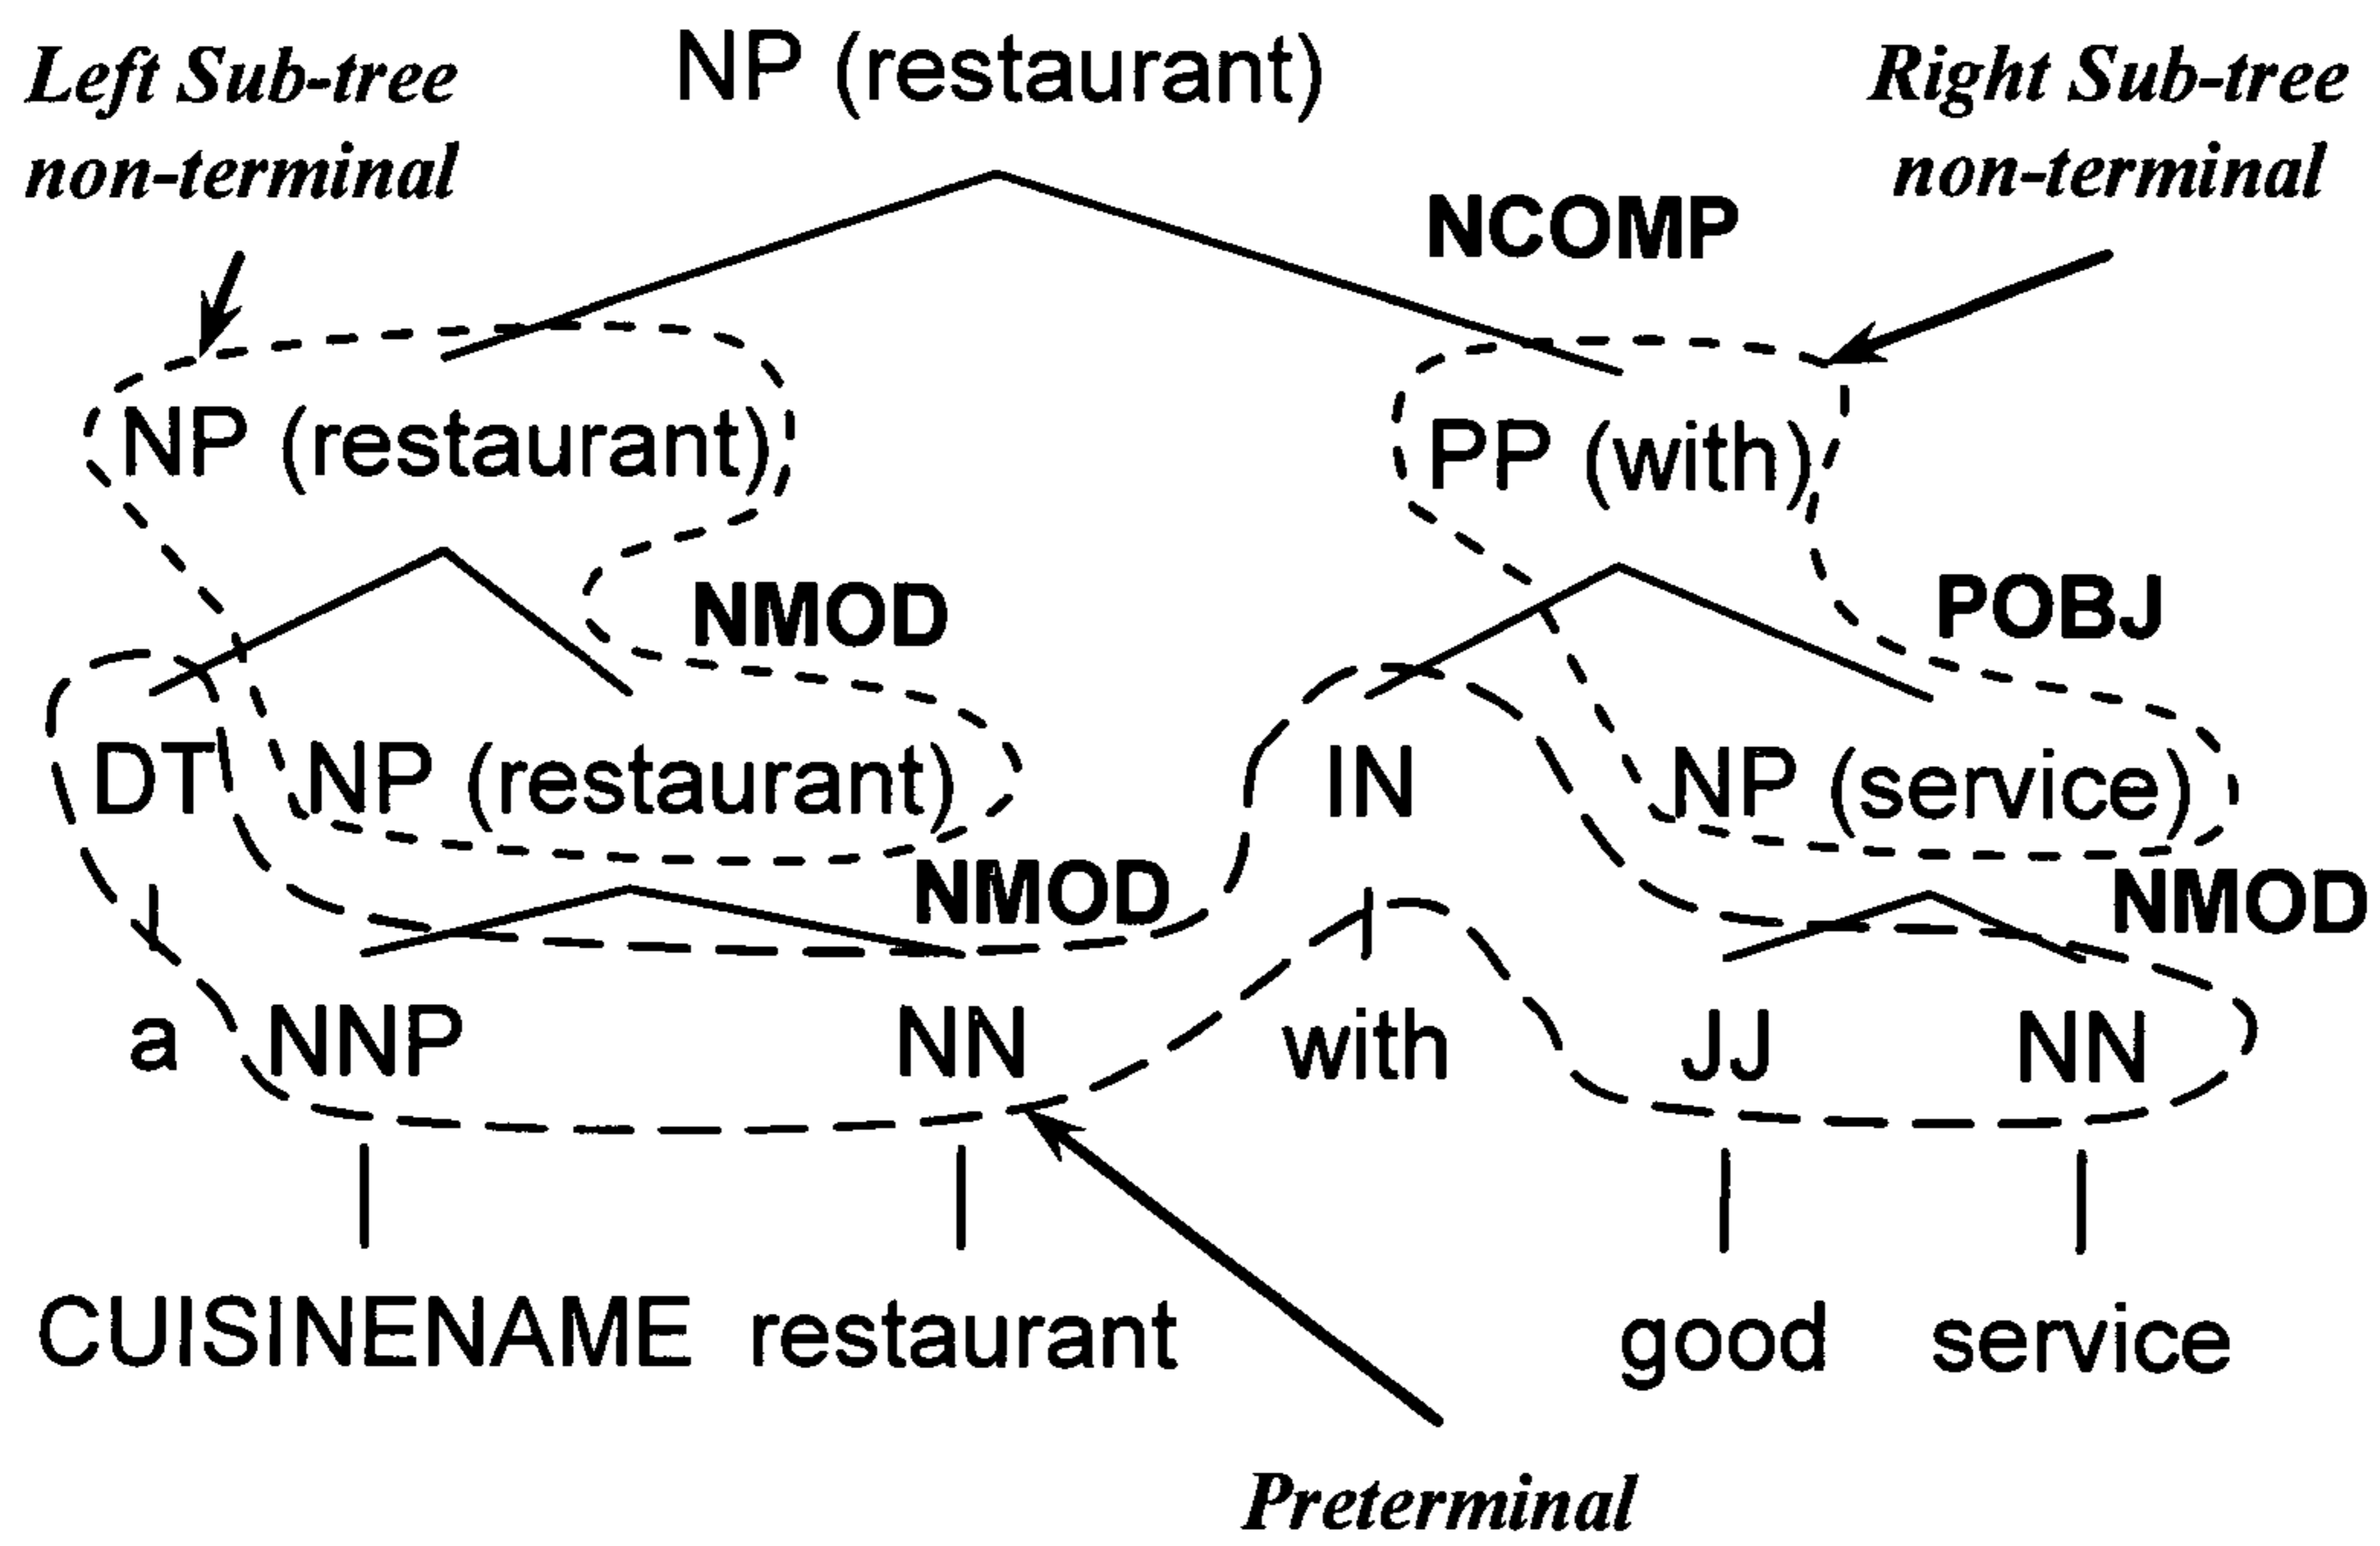 Left Sub-tree
non-terminal
NP (restaurant)
Right Sub-tree
non-terminal
NCOMP
NP (restaurant)
PP (with)
NMOD
POBJ
DT
NP (restaurant)
IN
NP (service)
NMOD
NMOD
a
NNP
NN
with
JJ
NN
CUISINENAME
restaurant
good
service
Preterminal